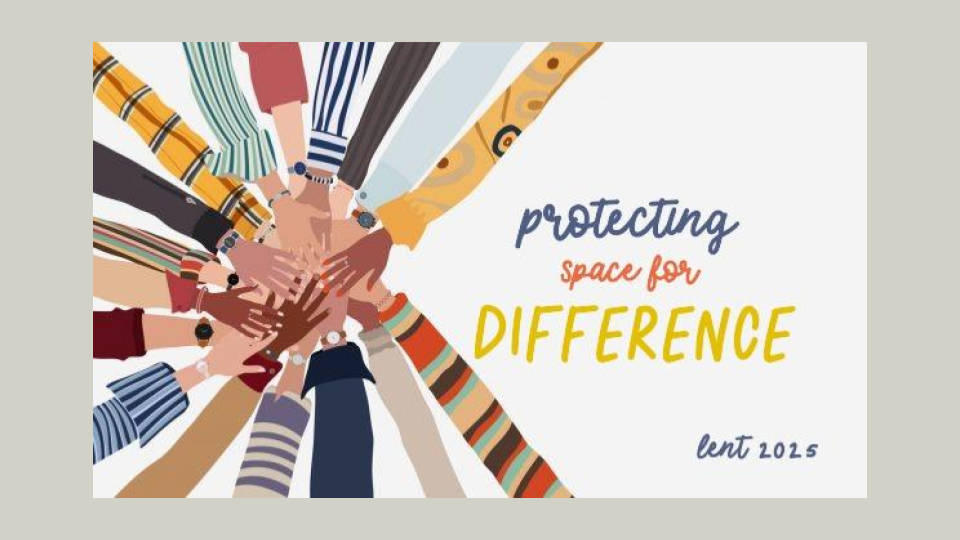 protecting
space for
DIFFERENCE
lent 2025